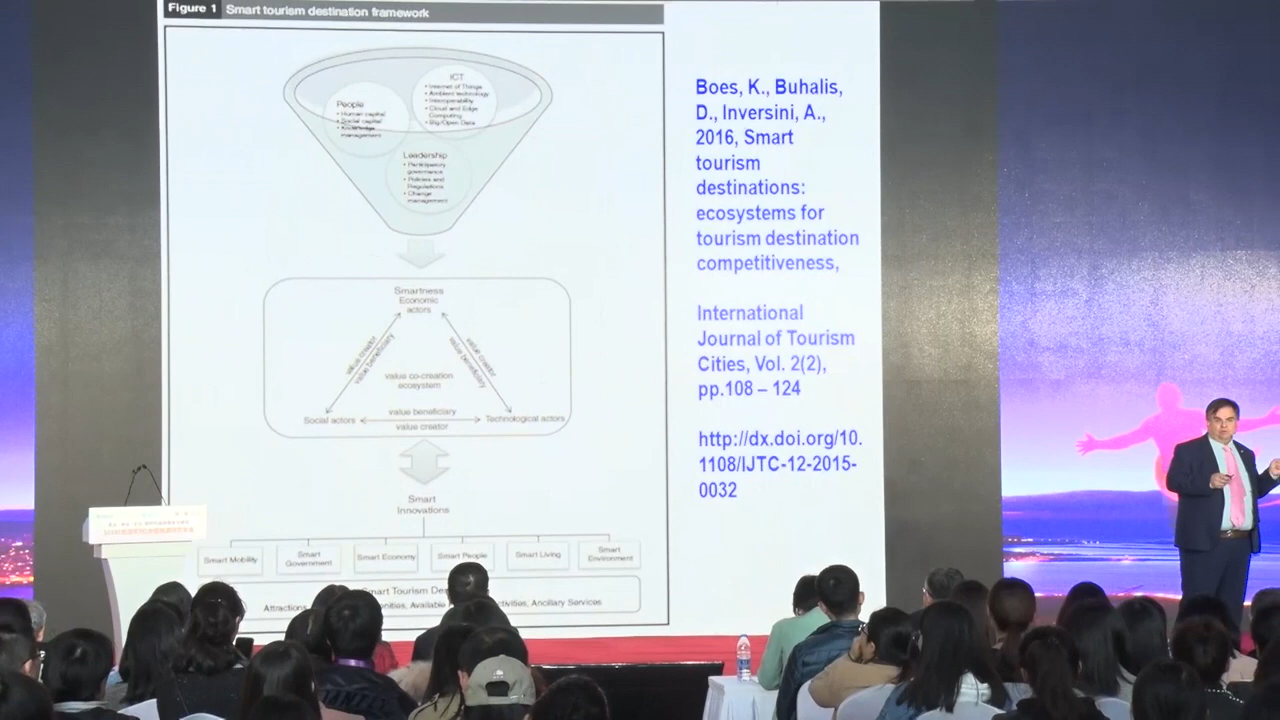 Figure 1 Smart tourism destination framework
ICT
• Internet of Things
• Ambient technology
• Interoperability
• Cloud and Edge
Computing
• Big/Open Data
People
• Human capital
• Social capital
• Knowledge
management
Leadership
• Participatory
governance
• Policies and
Regulations
• Change
management
Smartness
Economic
actors
value creator
value beneficiary
value creator
value beneficiary
value co-creation
ecosystem
Social actors
value beneficiary
value creator
Technological actors
Smart
Innovations
Smart Mobility
Smart
Government
Smart Economy
Smart People
Smart Living
Smart
Environment
Smart Tourism
Attractions
Available
Ancillary Services
Boes, K., Buhalis,
D., Inversini, A.,
2016, Smart
tourism
destinations:
ecosystems for
tourism destination
competitiveness,
International
Journal of Tourism
Cities, Vol. 2(2),
pp.108 – 124
http://dx.doi.org/10.
1108/IJTC-12-2015-
0032